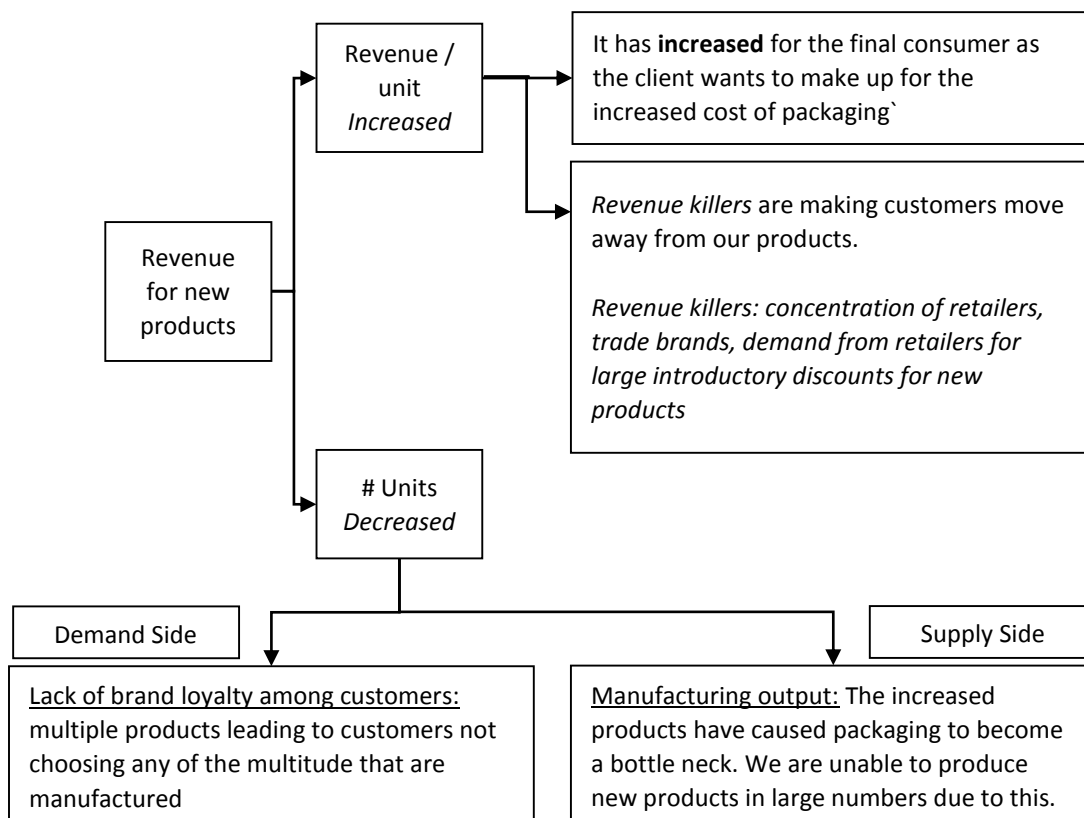 Revenue /
unit
Increased
It has increased for the final consumer as
the client wants to make up for the
increased cost of packaging`
Revenue killers are making customers move
away from our products.
Revenue killers: concentration of retailers,
trade brands, demand from retailers for
large introductory discounts for new
products
Revenue
for new
products
# Units
Decreased
Demand Side
Supply Side
Lack of brand loyalty among customers:
multiple products leading to customers not
choosing any of the multitude that are
manufactured
Manufacturing output: The increased
products have caused packaging to become
a bottle neck. We are unable to produce
new products in large numbers due to this.